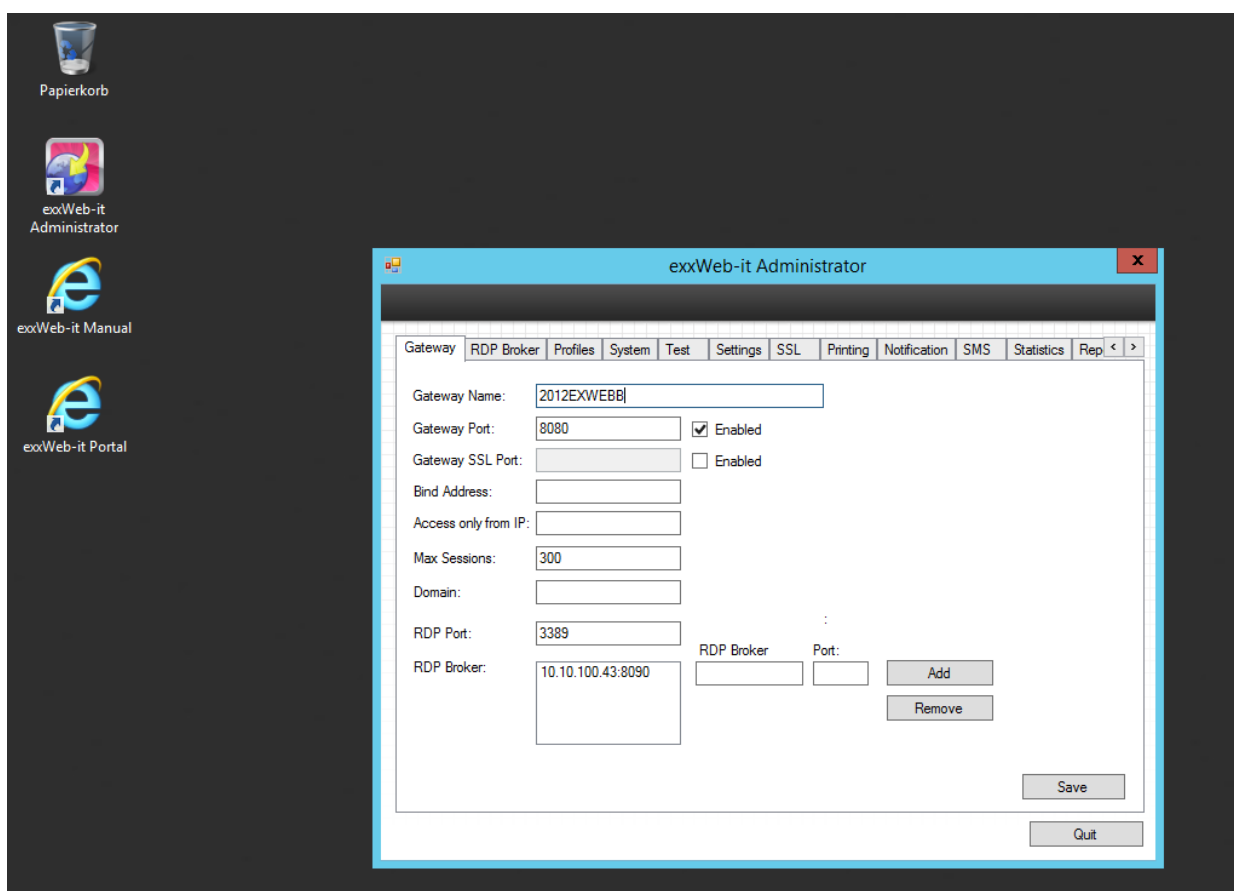 Papierkorb
exxWeb-it
Administrator
exxWeb-it Manual
exxWeb-it Portal
exxWeb-it Administrator
x
Gateway RDP Broker Profiles System Test Settings SSL Printing Notification SMS Statistics Rep < >
Gateway Name: 2012EXWEBB
Gateway Port: 8080 Enabled
Gateway SSL Port: Enabled
Bind Address:
Access only from IP:
Max Sessions: 300
Domain:
:
RDP Port: 3389
RDP Broker Port:
RDP Broker: 10.10.100.43:8090 Add
Remove
Save
Quit